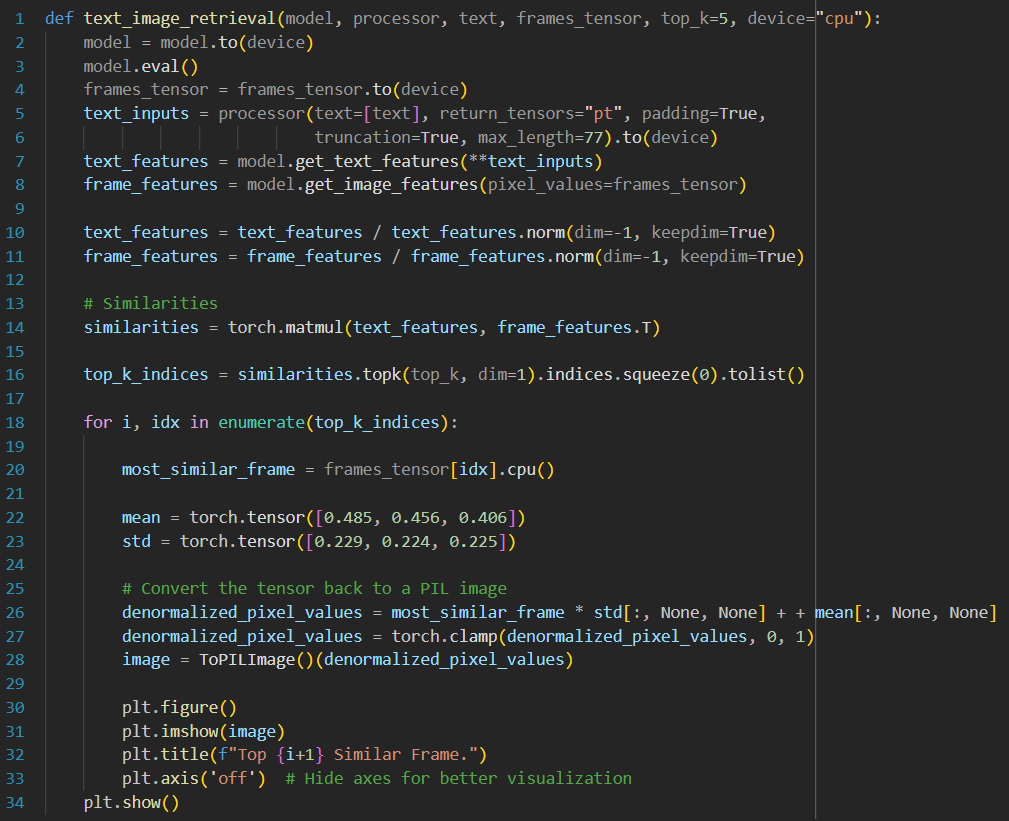 1 def text_image_retrieval(model, processor, text, frames_tensor, top_k=5, device="cpu"):
2     model = model.to(device)
3     model.eval()
4     frames_tensor = frames_tensor.to(device)
5     text_inputs = processor(text=[text], return_tensors="pt", padding=True,
6                             truncation=True, max_length=77).to(device)
7     text_features = model.get_text_features(**text_inputs)
8     frame_features = model.get_image_features(pixel_values=frames_tensor)
9
10     text_features = text_features / text_features.norm(dim=-1, keepdim=True)
11     frame_features = frame_features / frame_features.norm(dim=-1, keepdim=True)
12
13     # Similarities
14     similarities = torch.matmul(text_features, frame_features.T)
15
16     top_k_indices = similarities.topk(top_k, dim=1).indices.squeeze(0).tolist()
17
18     for i, idx in enumerate(top_k_indices):
19
20         most_similar_frame = frames_tensor[idx].cpu()
21
22         mean = torch.tensor([0.485, 0.456, 0.406])
23         std = torch.tensor([0.229, 0.224, 0.225])
24
25         # Convert the tensor back to a PIL image
26         denormalized_pixel_values = most_similar_frame * std[:, None, None] + + mean[:, None, None]
27         denormalized_pixel_values = torch.clamp(denormalized_pixel_values, 0, 1)
28         image = ToPILImage()(denormalized_pixel_values)
29
30         plt.figure()
31         plt.imshow(image)
32         plt.title(f"Top {i+1} Similar Frame.")
33         plt.axis('off')  # Hide axes for better visualization
34     plt.show()